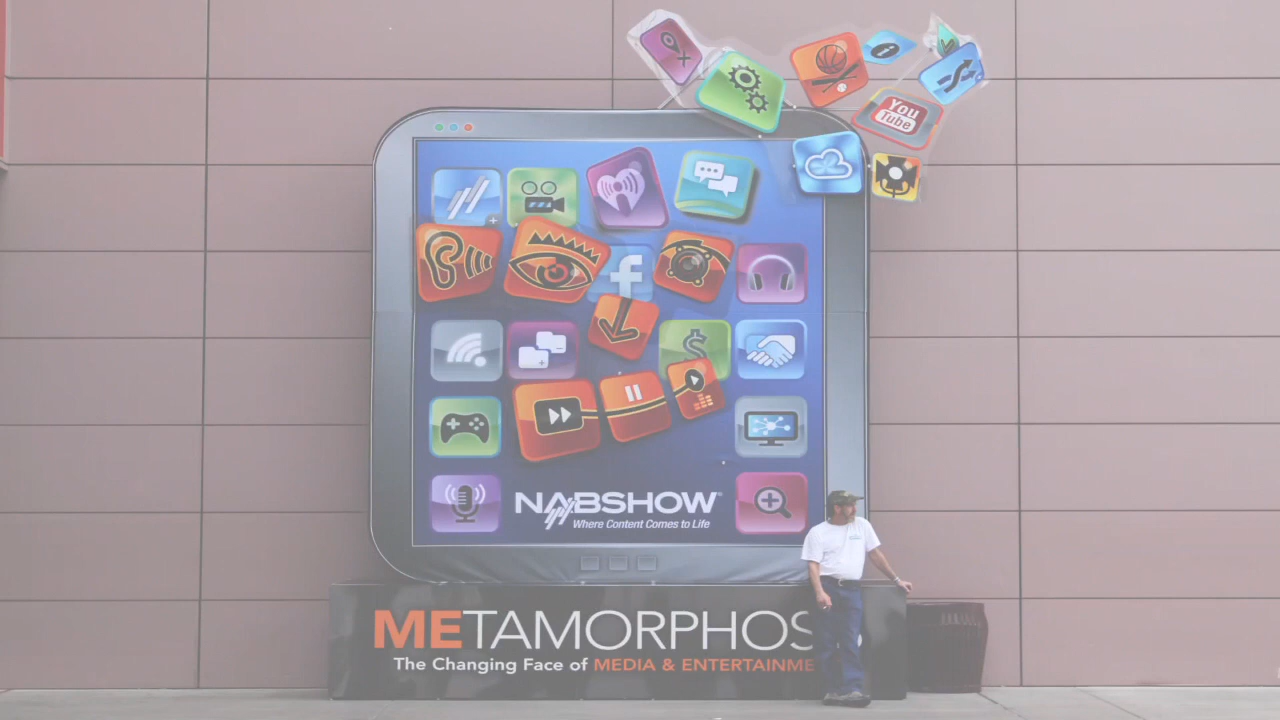 You
Tube
NABSHOW
Where Content Comes to Life
METAMORPHOS
The Changing Face of MEDIA & ENTERTAINME